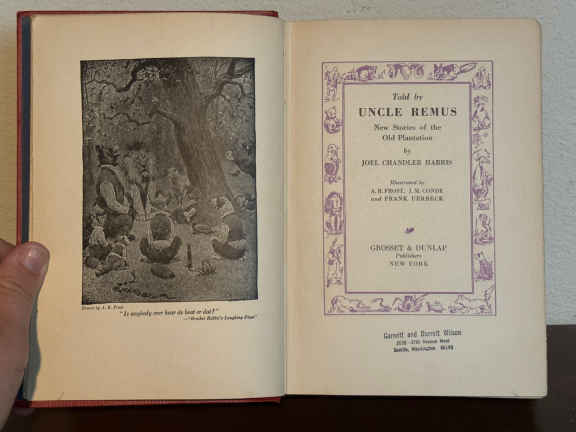 Drawn by A. B. Frost
"Is anybody ever hear de beat er dat?"
—"Brother Rabbit's Laughing Place"
Told by
UNCLE REMUS
New Stories of the
Old Plantation
by
JOEL CHANDLER HARRIS
Illustrated by
A. B. FROST, J. M. CONDE
and FRANK VERBECK
GROSSET & DUNLAP
Publishers
NEW YORK
Garnett and Burrett Wilson
Seattle, Washington